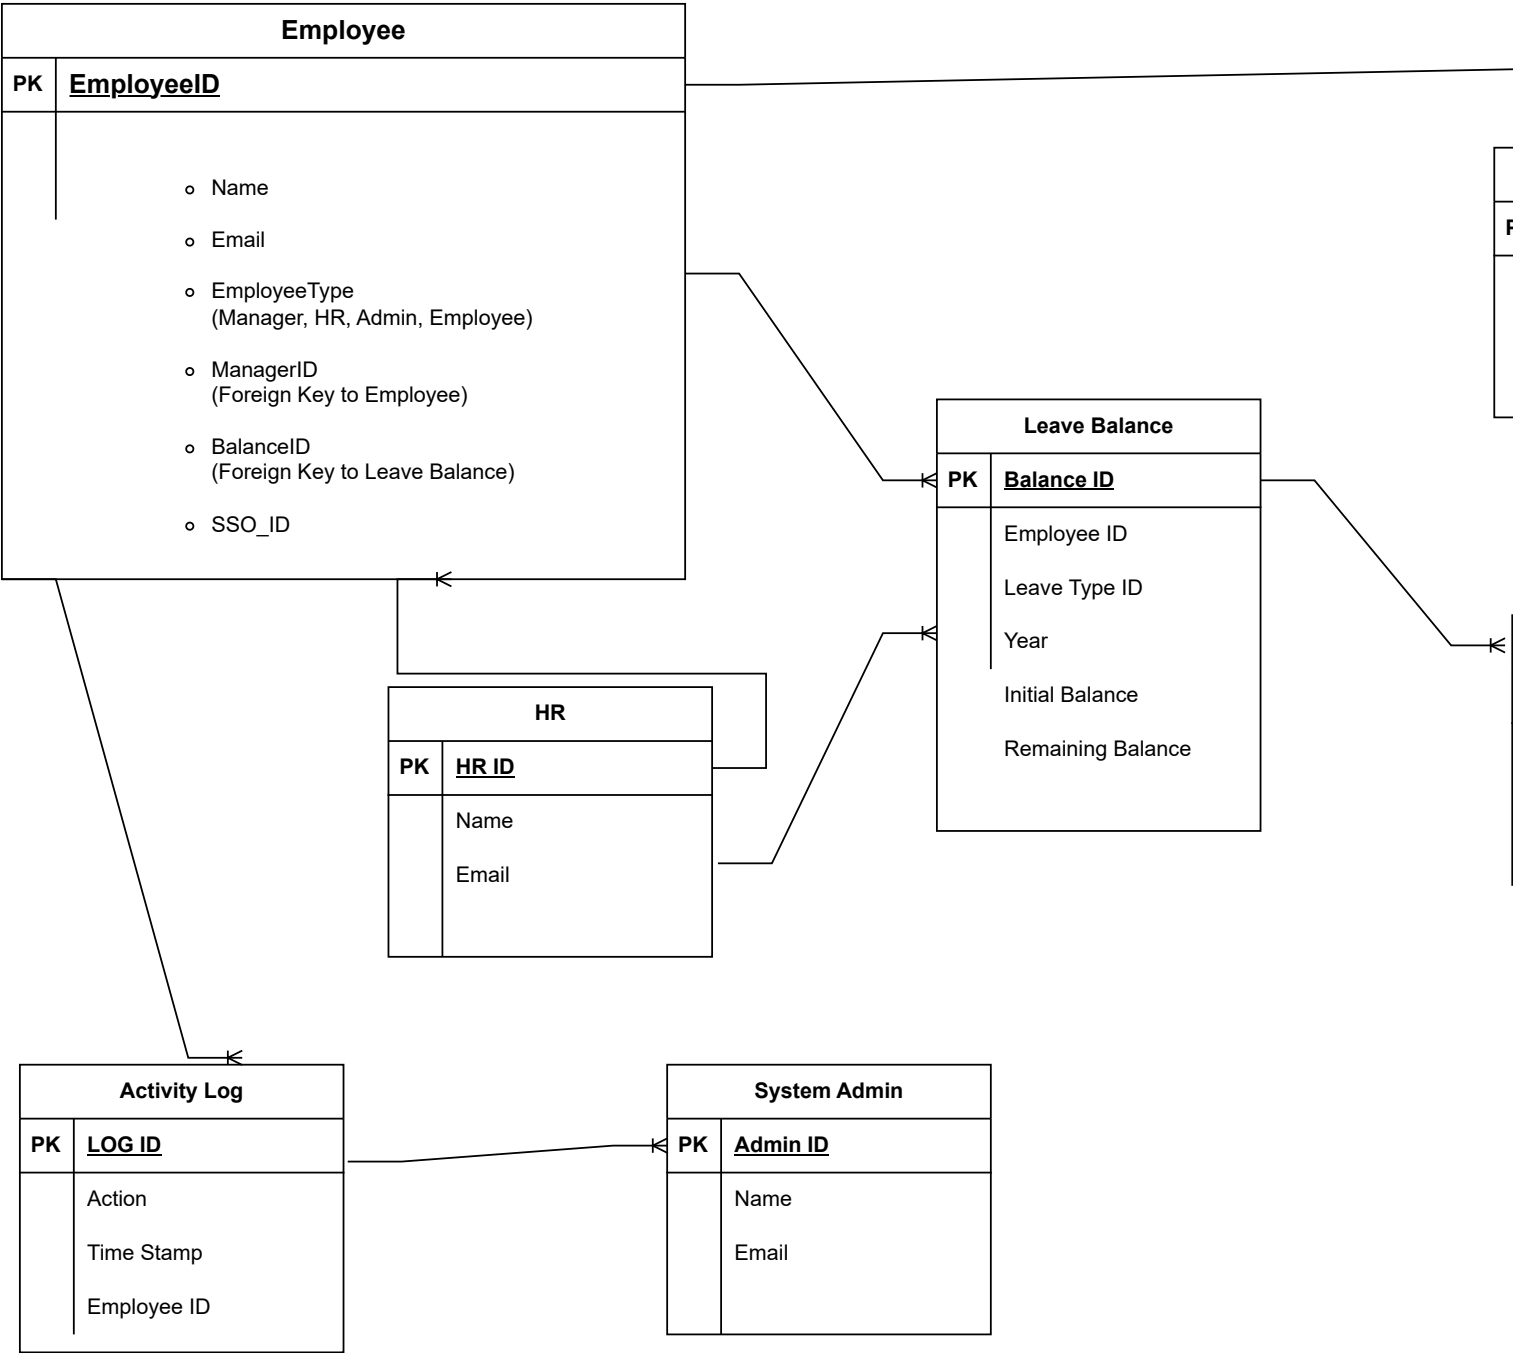 Employee
PK EmployeeID
Name
Email
EmployeeType
(Manager, HR, Admin, Employee)
ManagerID
(Foreign Key to Employee)
BalanceID
(Foreign Key to Leave Balance)
SSO_ID
Leave Balance
PK Balance ID
Employee ID
Leave Type ID
Year
Initial Balance
Remaining Balance
HR
PK HR ID
Name
Email
Activity Log
PK LOG ID
Action
Time Stamp
Employee ID
System Admin
PK Admin ID
Name
Email